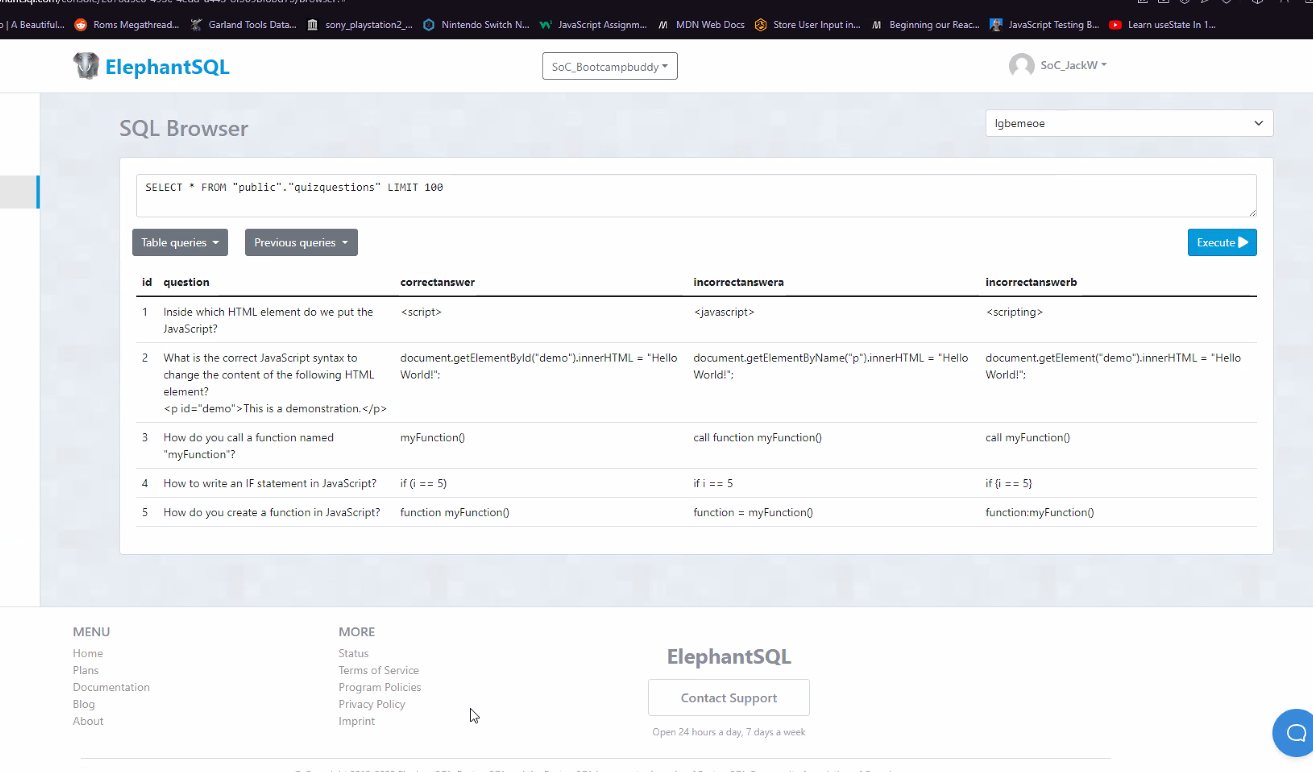 | A Beautiful... Roms Megathread... Garland Tools Data... sony_playstation2_... Nintendo Switch N... JavaScript Assignm... MDN Web Docs Store User Input in... Beginning our Reac... JavaScript Testing B... Learn useState In 1...
ElephantSQL SoC_Bootcampbuddy SoC_JackW
SQL Browser lgbemeoe
SELECT * FROM "public"."quizquestions" LIMIT 100
Table queries Previous queries Execute
id question correctanswer incorrectanswera incorrectanswerb
1 Inside which HTML element do we put the <script> <javascript> <scripting>
JavaScript?
2 What is the correct JavaScript syntax to document.getElementById("demo").innerHTML = "Hello document.getElementByName("p").innerHTML = "Hello document.getElement("demo").innerHTML = "Hello
change the content of the following HTML World!"; World!"; World!";
element?
<p id="demo">This is a demonstration.</p>
3 How do you call a function named myFunction() call function myFunction() call myFunction()
"myFunction"?
4 How to write an IF statement in JavaScript? if (i == 5) if i == 5 if {i == 5}
5 How do you create a function in JavaScript? function myFunction() function = myFunction() function:myFunction()
MENU MORE
Home Status ElephantSQL
Plans Terms of Service
Documentation Program Policies Contact Support
Blog Privacy Policy
About Imprint
Open 24 hours a day, 7 days a week